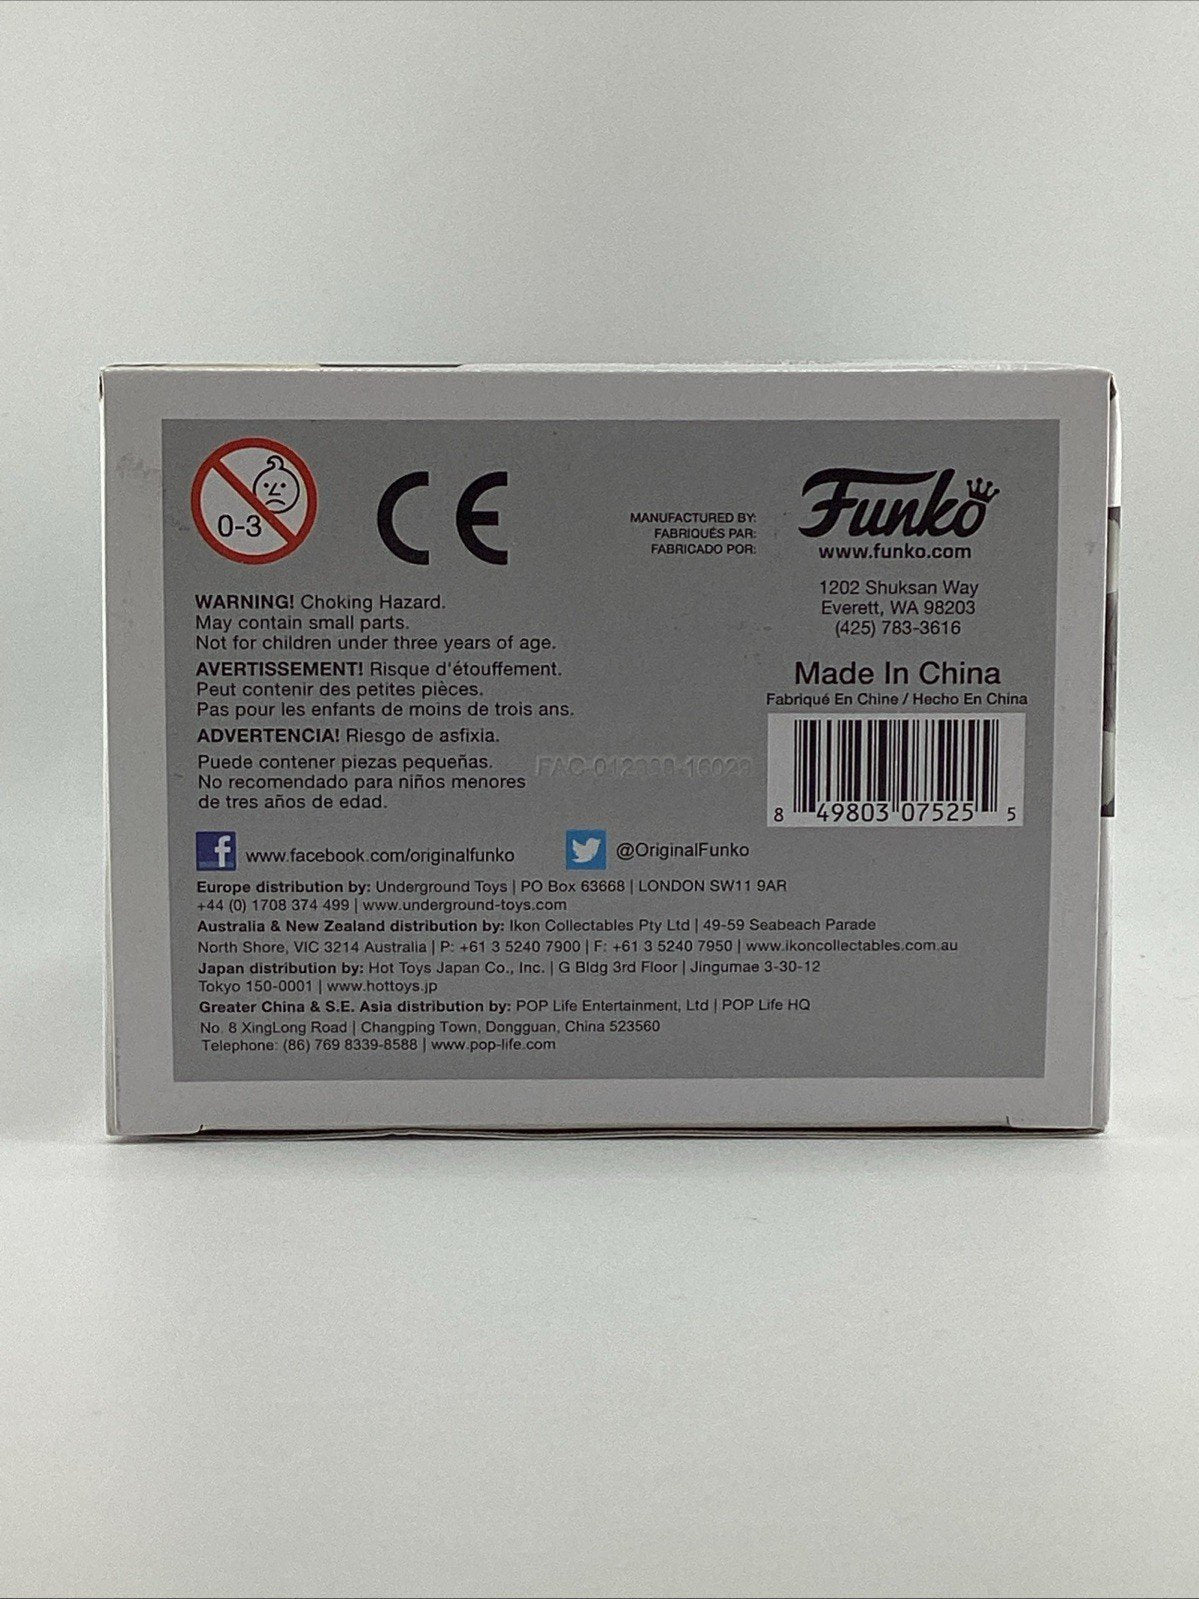 0-3
CE
MANUFACTURED BY:
FABRIQUÉS PAR:
FABRICADO POR:
Funko
www.funko.com
1202 Shuksan Way
Everett, WA 98203
(425) 783-3616
Made In China
Fabriqué En Chine / Hecho En China
8 49803 07525 5
WARNING! Choking Hazard.
May contain small parts.
Not for children under three years of age.
AVERTISSEMENT! Risque d'étouffement.
Peut contenir des petites pièces.
Pas pour les enfants de moins de trois ans.
ADVERTENCIA! Riesgo de asfixia.
Puede contener piezas pequeñas.
No recomendado para niños menores
de tres años de edad.
f www.facebook.com/originalfunko
@OriginalFunko
Europe distribution by: Underground Toys | PO Box 63668 | LONDON SW11 9AR
+44 (0) 1708 374 499 | www.underground-toys.com
Australia & New Zealand distribution by: Ikon Collectables Pty Ltd | 49-59 Seabeach Parade
North Shore, VIC 3214 Australia | P: +61 3 5240 7900 | F: +61 3 5240 7950 | www.ikoncollectables.com.au
Japan distribution by: Hot Toys Japan Co., Inc. | G Bldg 3rd Floor | Jingumae 3-30-12
Tokyo 150-0001 | www.hottoys.jp
Greater China & S.E. Asia distribution by: POP Life Entertainment, Ltd | POP Life HQ
No. 8 XingLong Road | Changping Town, Dongguan, China 523560
Telephone: (86) 769 8339-8588 | www.pop-life.com